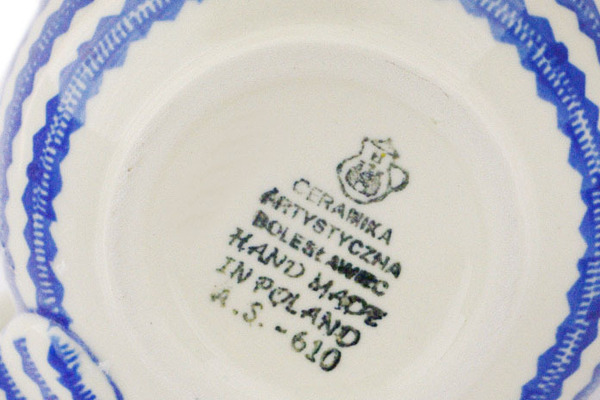 CERAMIKA
ARTYSTYCZNA
BOLESŁAWIEC
HAND MADE
IN POLAND
A.S. - 610